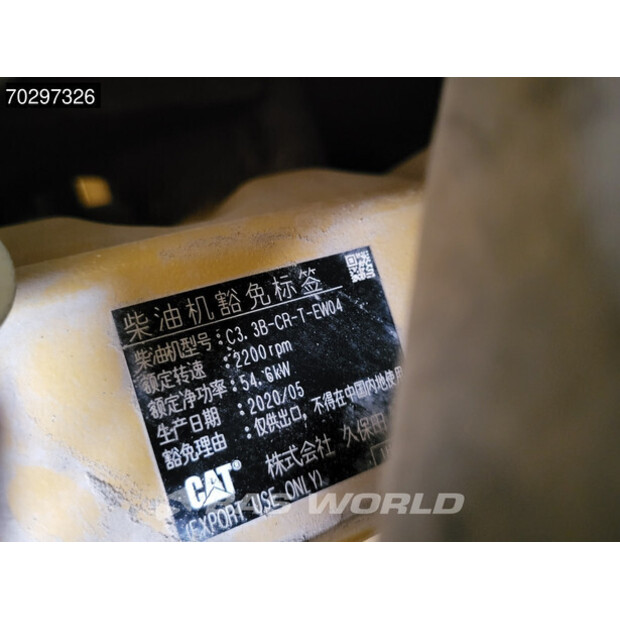 70297326
柴油机豁免标签
柴油机型号:C3.3B-CR-T-EW04
额定转速:2200rpm
额定净功率:54.6kW
生产日期:2020/05
豁免理由:仅供出口,不得在中国内地使用
CAT® 株式会社 久保田
(EXPORT USE ONLY)
BAS WORLD